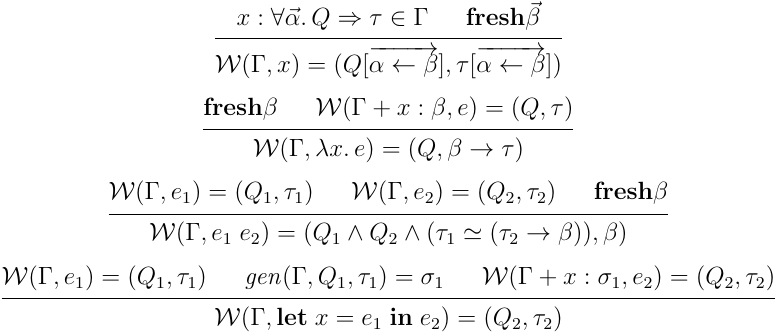 x : ∀α⃗. Q ⇒ τ ∈ Γ fresh β⃗
𝒲(Γ, x) = (Q[α ← β], τ[α ← β])
fresh β 𝒲(Γ + x : β, e) = (Q, τ)
𝒲(Γ, λx. e) = (Q, β → τ)
𝒲(Γ, e₁) = (Q₁, τ₁) 𝒲(Γ, e₂) = (Q₂, τ₂) fresh β
𝒲(Γ, e₁ e₂) = (Q₁ ∧ Q₂ ∧ (τ₁ ≃ (τ₂ → β)), β)
𝒲(Γ, e₁) = (Q₁, τ₁) gen(Γ, Q₁, τ₁) = σ₁ 𝒲(Γ + x : σ₁, e₂) = (Q₂, τ₂)
𝒲(Γ, let x = e₁ in e₂) = (Q₂, τ₂)